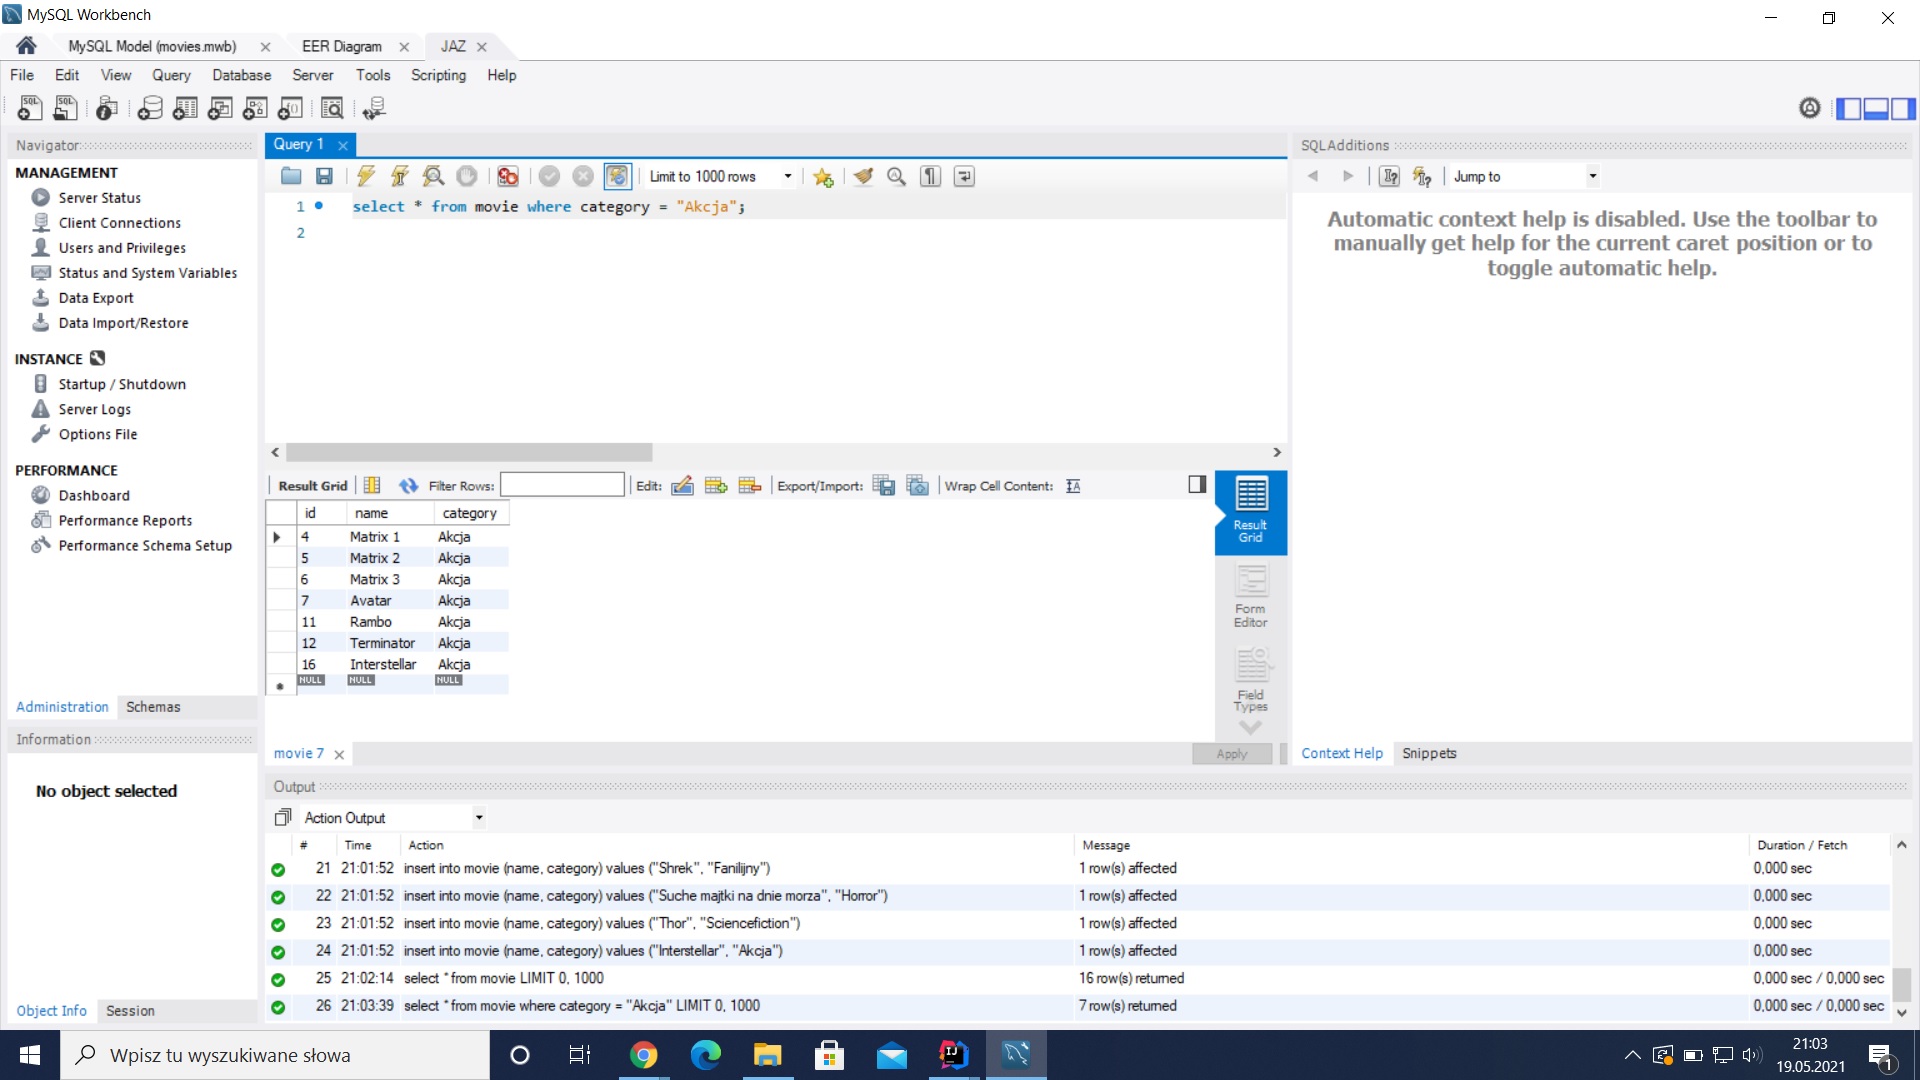 MySQL Workbench
MySQL Model (movies.mwb)
EER Diagram
JAZ
File Edit View Query Database Server Tools Scripting Help
Navigator
MANAGEMENT
Server Status
Client Connections
Users and Privileges
Status and System Variables
Data Export
Data Import/Restore
INSTANCE
Startup / Shutdown
Server Logs
Options File
PERFORMANCE
Dashboard
Performance Reports
Performance Schema Setup
Administration Schemas
Information
No object selected
Object Info Session
Query 1
Limit to 1000 rows
1 select * from movie where category = "Akcja";
2
Result Grid Filter Rows: Edit: Export/Import: Wrap Cell Content:
id name category
4 Matrix 1 Akcja
5 Matrix 2 Akcja
6 Matrix 3 Akcja
7 Avatar Akcja
11 Rambo Akcja
12 Terminator Akcja
16 Interstellar Akcja
NULL NULL NULL
Result
Grid
Form
Editor
Field
Types
movie 7
Apply
SQLAdditions
Jump to
Automatic context help is disabled. Use the toolbar to
manually get help for the current caret position or to
toggle automatic help.
Context Help Snippets
Output
Action Output
# Time Action Message Duration / Fetch
21 21:01:52 insert into movie (name, category) values ("Shrek", "Fanilijny") 1 row(s) affected 0,000 sec
22 21:01:52 insert into movie (name, category) values ("Suche majtki na dnie morza", "Horror") 1 row(s) affected 0,000 sec
23 21:01:52 insert into movie (name, category) values ("Thor", "Sciencefiction") 1 row(s) affected 0,000 sec
24 21:01:52 insert into movie (name, category) values ("Interstellar", "Akcja") 1 row(s) affected 0,000 sec
25 21:02:14 select * from movie LIMIT 0, 1000 16 row(s) returned 0,000 sec / 0,000 sec
26 21:03:39 select * from movie where category = "Akcja" LIMIT 0, 1000 7 row(s) returned 0,000 sec / 0,000 sec
Wpisz tu wyszukiwane słowa
21:03
19.05.2021
1